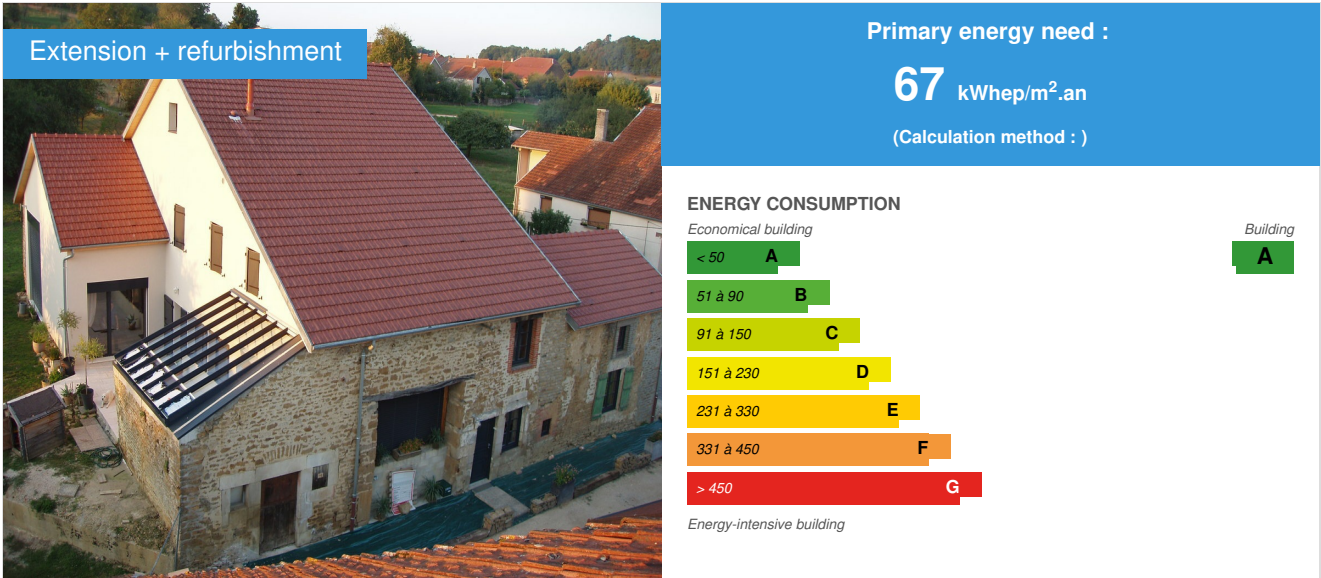 Extension + refurbishment
Primary energy need :
67 kWhep/m².an
(Calculation method : )
ENERGY CONSUMPTION
Economical building
Building
< 50 A
A
51 à 90 B
91 à 150 C
151 à 230 D
231 à 330 E
331 à 450 F
> 450 G
Energy-intensive building